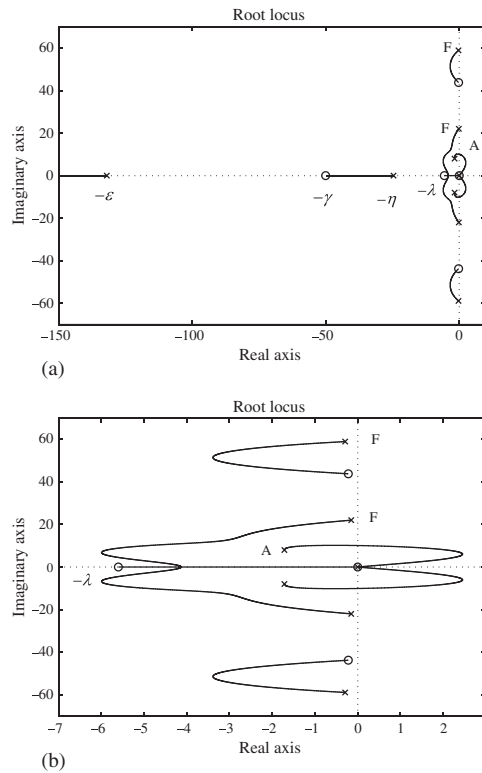 Root locus
60
40
20
0
−20
−40
−60
F
F
A
−ε
−γ
−η
−λ
−150
−100
−50
0
Imaginary axis
Real axis
(a)
Root locus
60
40
20
0
−20
−40
−60
F
F
A
−λ
−7
−6
−5
−4
−3
−2
−1
0
1
2
Imaginary axis
Real axis
(b)